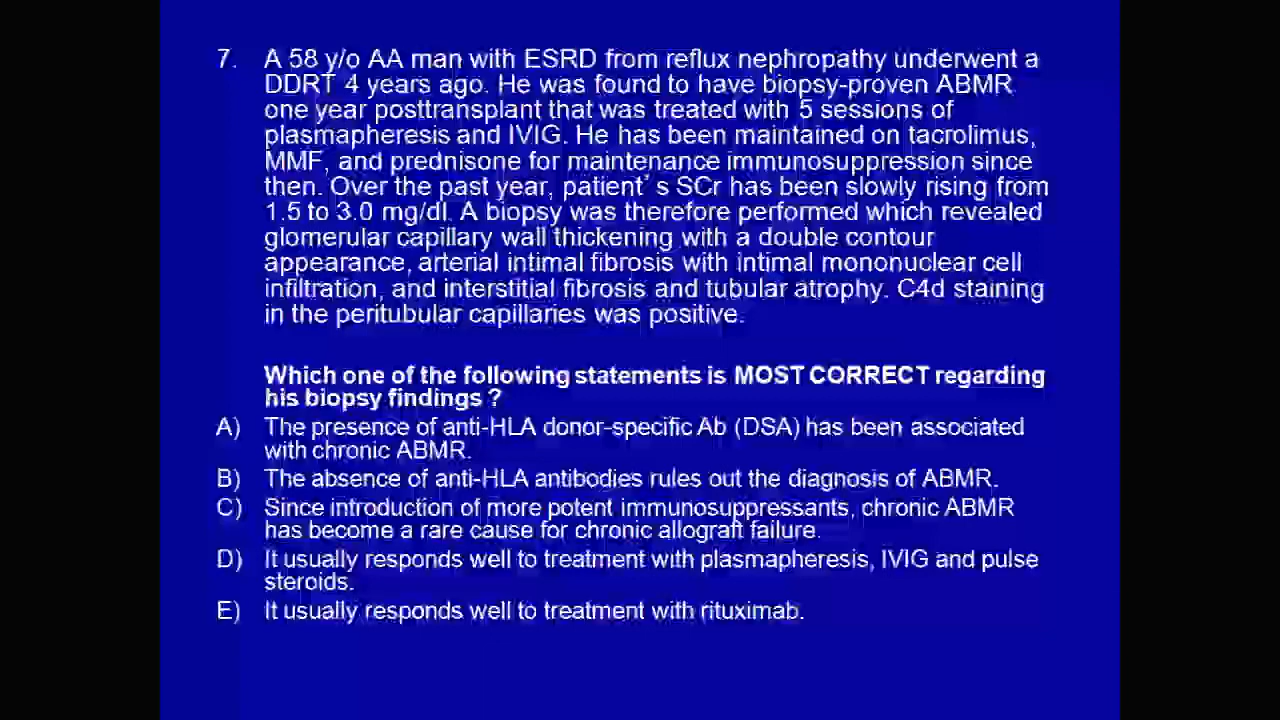 7. A 58 y/o AA man with ESRD from reflux nephropathy underwent a
DDRT 4 years ago. He was found to have biopsy-proven ABMR
one year posttransplant that was treated with 5 sessions of
plasmapheresis and IVIG. He has been maintained on tacrolimus,
MMF, and prednisone for maintenance immunosuppression since
then. Over the past year, patient’s SCr has been slowly rising from
1.5 to 3.0 mg/dl. A biopsy was therefore performed which revealed
glomerular capillary wall thickening with a double contour
appearance, arterial intimal fibrosis with intimal mononuclear cell
infiltration, and interstitial fibrosis and tubular atrophy. C4d staining
in the peritubular capillaries was positive.
Which one of the following statements is MOST CORRECT regarding
his biopsy findings ?
A) The presence of anti-HLA donor-specific Ab (DSA) has been associated
with chronic ABMR.
B) The absence of anti-HLA antibodies rules out the diagnosis of ABMR.
C) Since introduction of more potent immunosuppressants, chronic ABMR
has become a rare cause for chronic allograft failure.
D) It usually responds well to treatment with plasmapheresis, IVIG and pulse
steroids.
E) It usually responds well to treatment with rituximab.